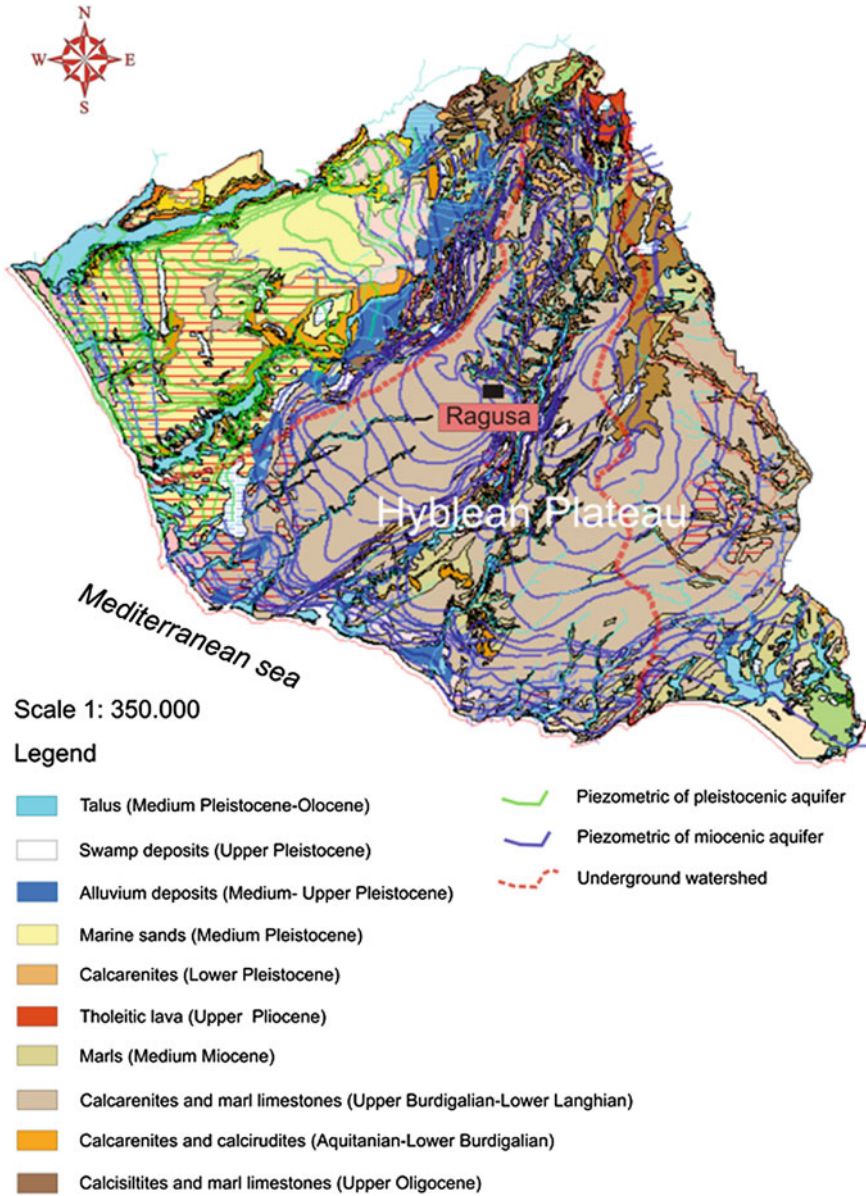 N
W
E
S
Ragusa
Hyblean Plateau
Mediterranean sea
Scale 1: 350.000
Legend
Talus (Medium Pleistocene-Olocene)
Swamp deposits (Upper Pleistocene)
Alluvium deposits (Medium- Upper Pleistocene)
Marine sands (Medium Pleistocene)
Calcarenites (Lower Pleistocene)
Tholeitic lava (Upper Pliocene)
Marls (Medium Miocene)
Calcarenites and marl limestones (Upper Burdigalian-Lower Langhian)
Calcarenites and calcirudites (Aquitanian-Lower Burdigalian)
Calcisiltites and marl limestones (Upper Oligocene)
Piezometric of pleistocenic aquifer
Piezometric of miocenic aquifer
Underground watershed